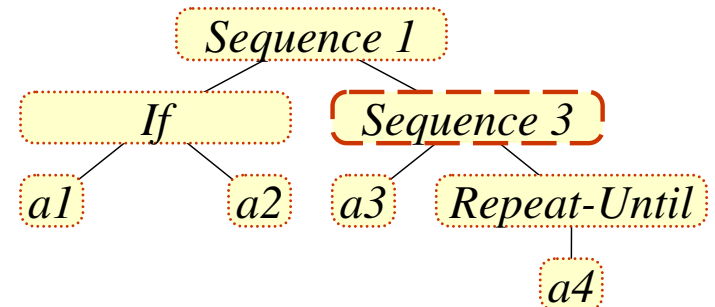 Sequence 1
If
Sequence 3
a1
a2
a3
Repeat-Until
a4